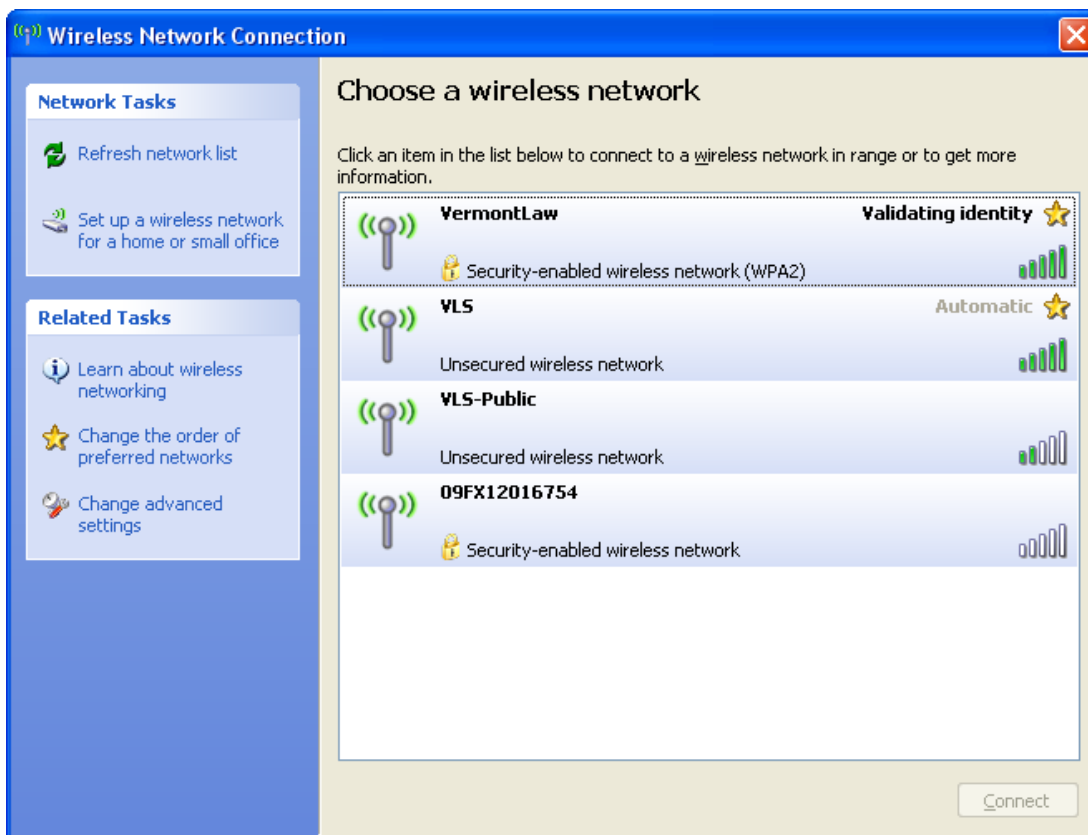 Wireless Network Connection
Network Tasks
Refresh network list
Set up a wireless network
for a home or small office
Related Tasks
Learn about wireless
networking
Change the order of
preferred networks
Change advanced
settings
Choose a wireless network
Click an item in the list below to connect to a wireless network in range or to get more
information.
VermontLaw Validating identity
Security-enabled wireless network (WPA2)
VLS Automatic
Unsecured wireless network
VLS-Public
Unsecured wireless network
09FX12016754
Security-enabled wireless network
Connect